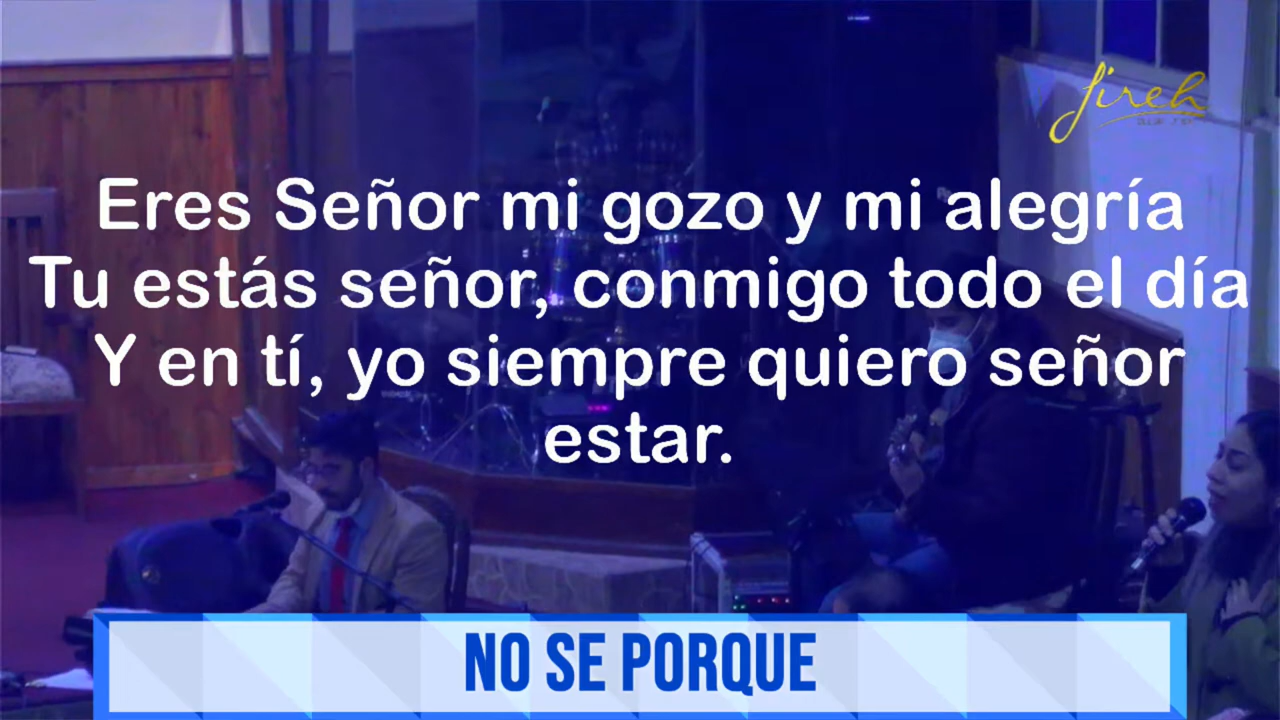 Jireh
Eres Señor mi gozo y mi alegría
Tu estás señor, conmigo todo el día
Y en tí, yo siempre quiero señor
estar.
NO SE PORQUE